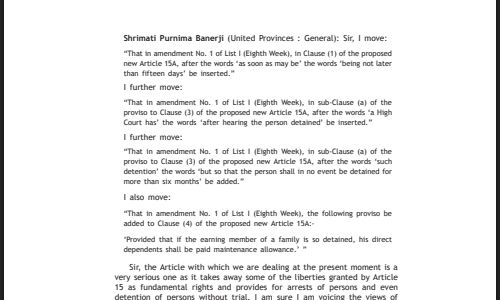 Shrimati Purnima Banerji (United Provinces : General): Sir, I move:
“That in amendment No. 1 of List I (Eighth Week), in Clause (1) of the proposed
new Article 15A, after the words ‘as soon as may be’ the words ‘being not later
than fifteen days’ be inserted.”
I further move:
“That in amendment No. 1 of List I (Eighth Week), in sub-Clause (a) of the
proviso to Clause (3) of the proposed new Article 15A, after the words ‘a High
Court has’ the words ‘after hearing the person detained’ be inserted.”
I further move:
“That in amendment No. 1 of List I (Eighth Week), in sub-Clause (a) of the
proviso to Clause (3) of the proposed new Article 15A, after the words ‘such
detention’ the words ‘but so that the person shall in no event be detained for
more than six months’ be added.”
I also move:
“That in amendment No. 1 of List I (Eighth Week), the following proviso be
added to Clause (4) of the proposed new Article 15A:-
‘Provided that if the earning member of a family is so detained, his direct
dependents shall be paid maintenance allowance.’ ”
Sir, the Article with which we are dealing at the present moment is a
very serious one as it takes away some of the liberties granted by Article
15 as fundamental rights and provides for arrests of persons and even
detention of persons without trial. I am sure I am voicing the views of